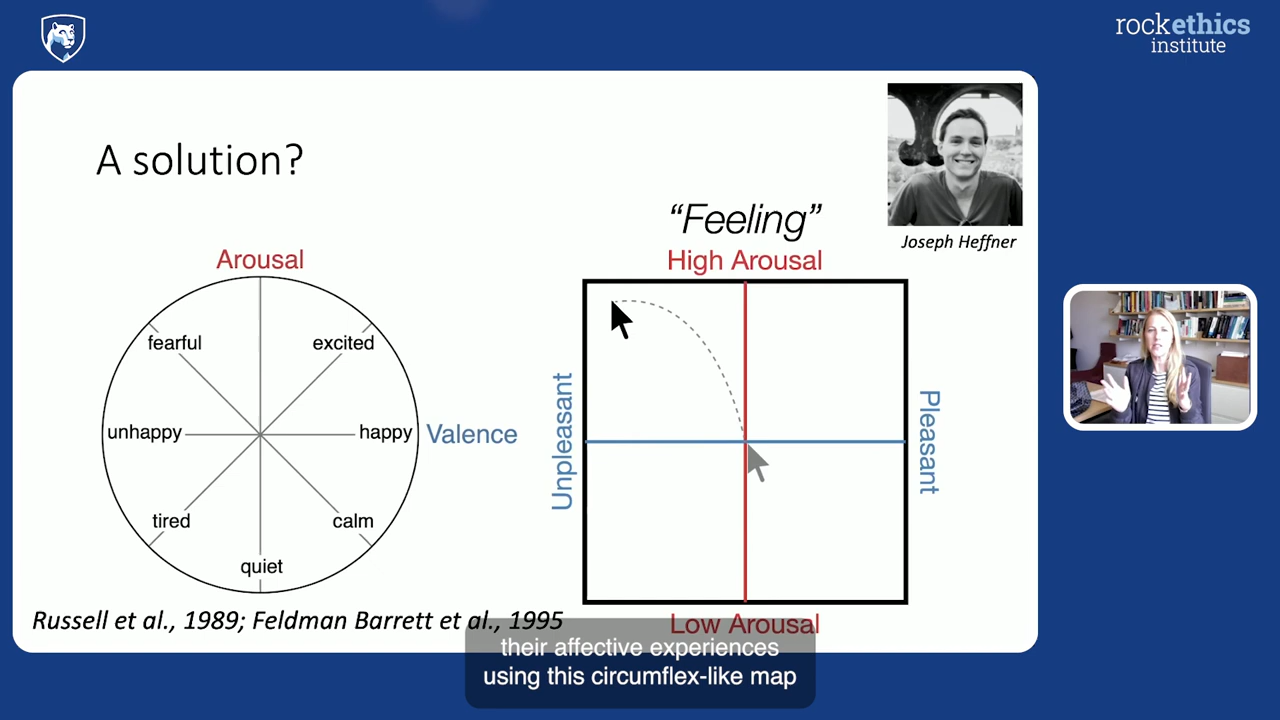 rockethics
institute
A solution?
"Feeling"
Joseph Heffner
Arousal
fearful
excited
unhappy
happy
Valence
tired
calm
quiet
High Arousal
Unpleasant
Pleasant
Low Arousal
Russell et al., 1989; Feldman Barrett et al., 1995
their affective experiences
using this circumflex-like map